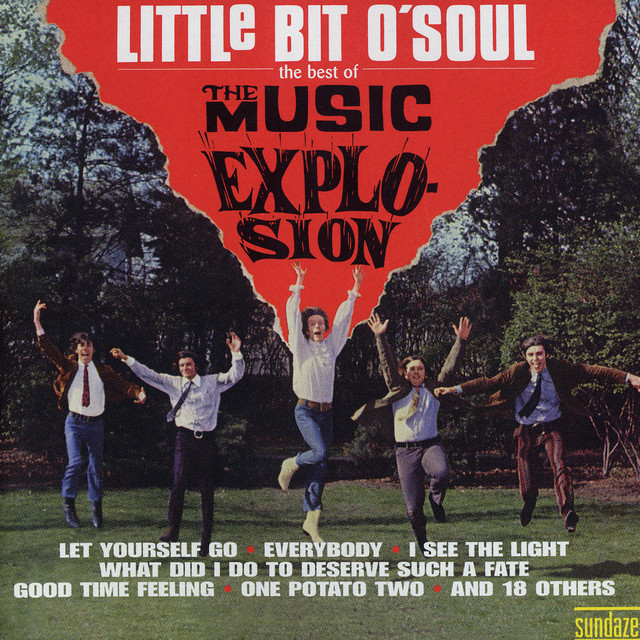 LITTLe BIT O'SOUL
the best of
THE
MUSIC
EXPLO-
SION
LET YOURSELF GO • EVERYBODY • I SEE THE LIGHT
WHAT DID I DO TO DESERVE SUCH A FATE
GOOD TIME FEELING • ONE POTATO TWO • AND 18 OTHERS
sundaze